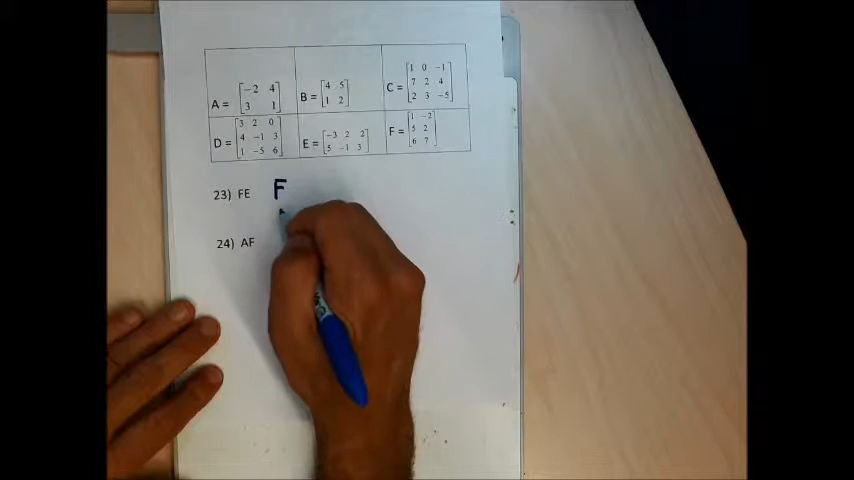 A = [-2 4
3 1]
B = [4 5
1 2]
C = [1 0 -1
7 2 4
2 3 -5]
D = [3 2 0
4 -1 3
1 -5 6]
E = [-3 2 2
5 -1 3]
F = [1 -2
5 2
6 7]
23) FE F
24) AF